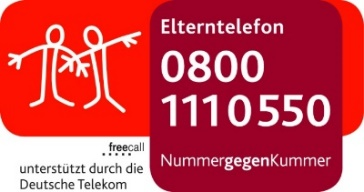 Elterntelefon
0800
1110550
NummergegenKummer
freecall
unterstützt durch die
Deutsche Telekom